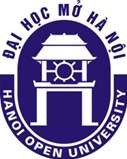 ĐẠI HỌC MỞ HÀ NỘI
HANOI OPEN UNIVERSITY